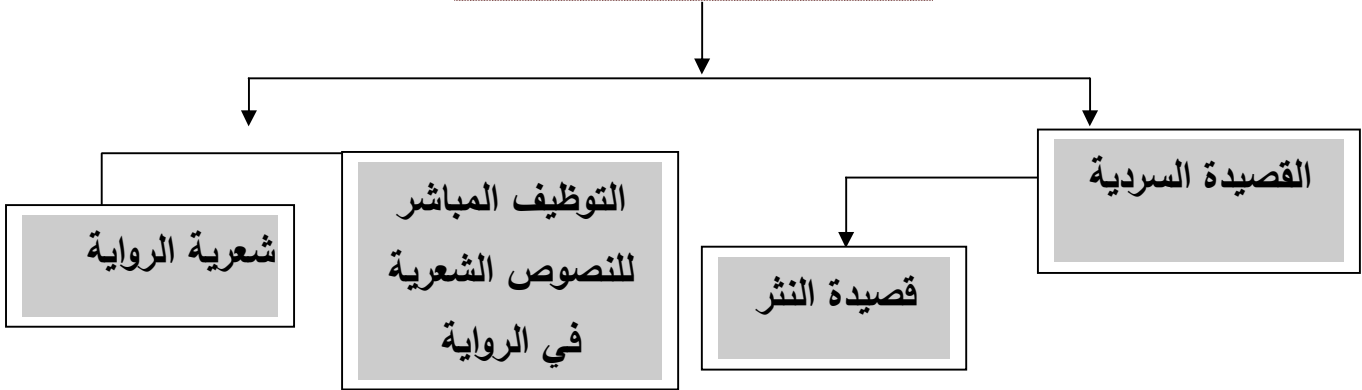 القصيدة السردية
قصيدة النثر
التوظيف المباشر
للنصوص الشعرية
في الرواية
شعرية الرواية